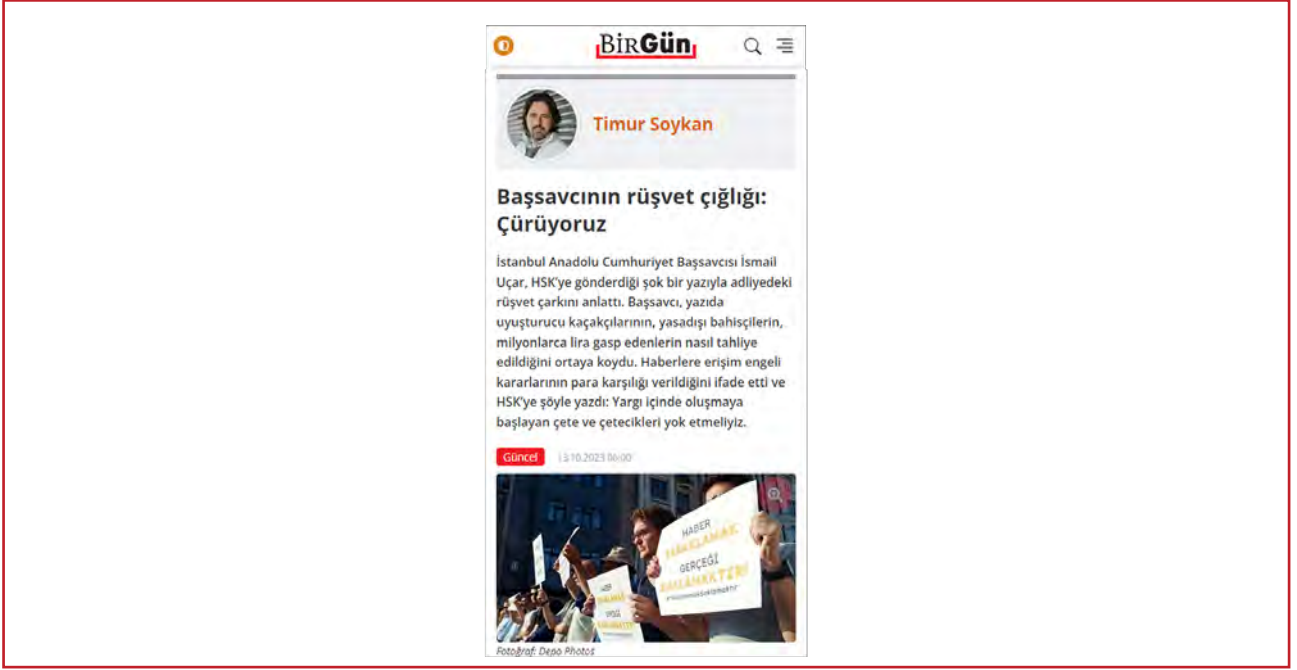 BirGün
Timur Soykan
Başsavcının rüşvet çığlığı:
Çürüyoruz
İstanbul Anadolu Cumhuriyet Başsavcısı İsmail
Uçar, HSK'ye gönderdiği şok bir yazıyla adliyedeki
rüşvet çarkını anlattı. Başsavcı, yazıda
uyuşturucu kaçakçılarının, yasadışı bahisçilerin,
milyonlarca lira gasp edenlerin nasıl tahliye
edildiğini ortaya koydu. Haberlere erişim engeli
kararlarının para karşılığı verildiğini ifade etti ve
HSK'ye şöyle yazdı: Yargı içinde oluşmaya
başlayan çete ve çetecikleri yok etmeliyiz.
Güncel 13.10.2023 06:00
HABER
GERÇEĞİ
HABER
Fotoğraf: Depo Photos